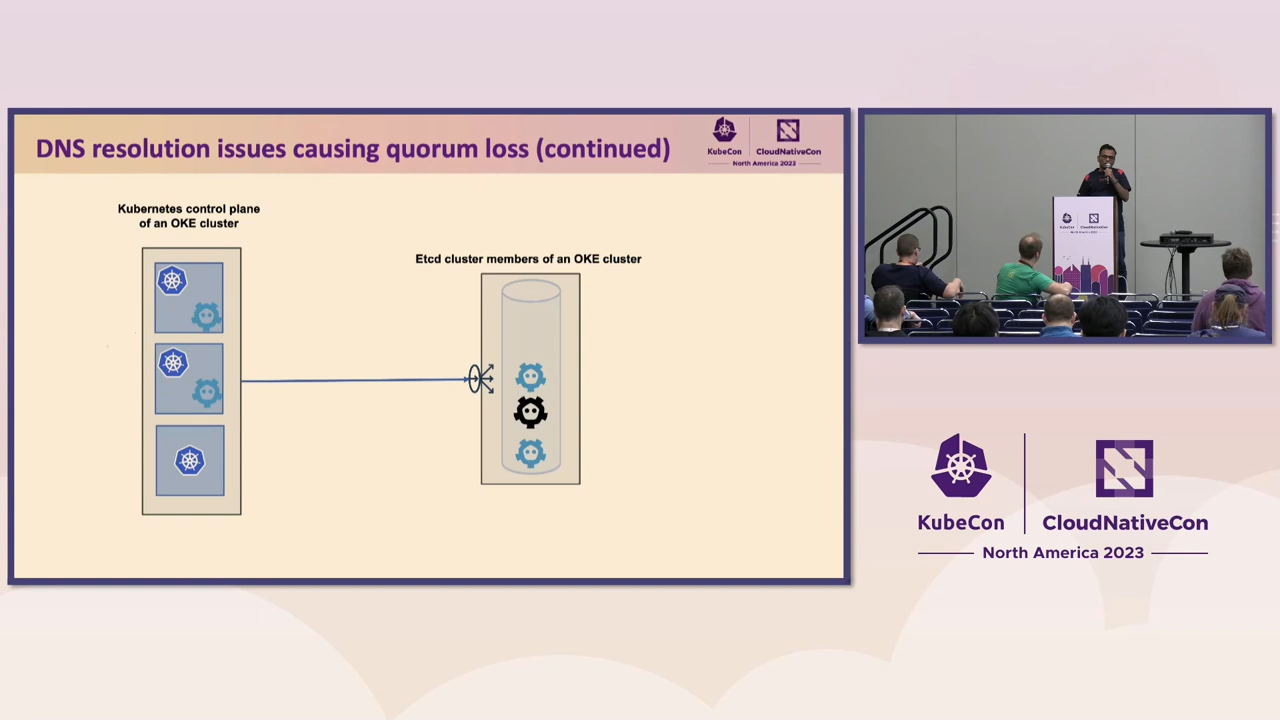 DNS resolution issues causing quorum loss (continued)
KubeCon
CloudNativeCon
North America 2023
Kubernetes control plane
of an OKE cluster
Etcd cluster members of an OKE cluster
KubeCon
CloudNativeCon
North America 2023